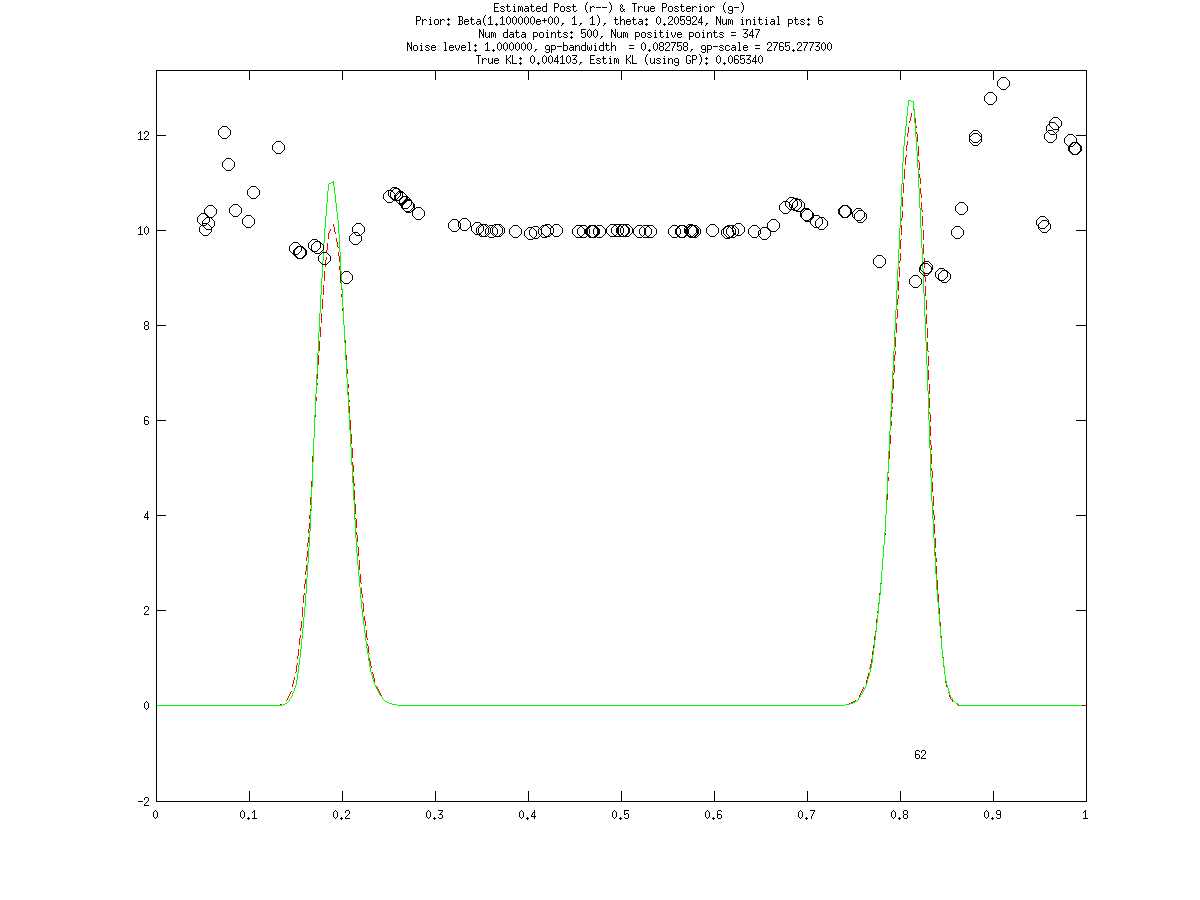 Estimated Post (r--) & True Posterior (g-)
Prior: Beta(1.100000e+00, 1, 1), theta: 0.205924, Num initial pts: 6
Num data points: 500, Num positive points = 347
Noise level: 1.000000, gp-bandwidth  = 0.082758, gp-scale = 2765.277300
True KL: 0.004103, Estim KL (using GP): 0.065340
12
10
8
6
4
2
0
62
-2
0 0.1 0.2 0.3 0.4 0.5 0.6 0.7 0.8 0.9 1